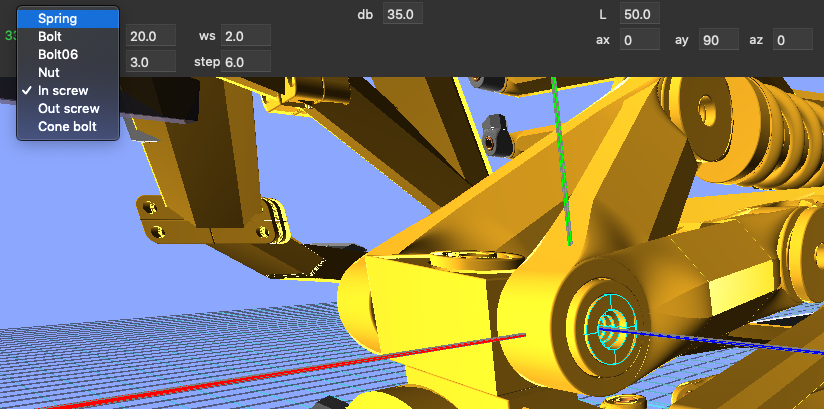 Spring
Bolt
Bolt06
Nut
✓ In screw
Out screw
Cone bolt
20.0 ws 2.0 db 35.0 L 50.0
3.0 step 6.0 ax 0 ay 90 az 0